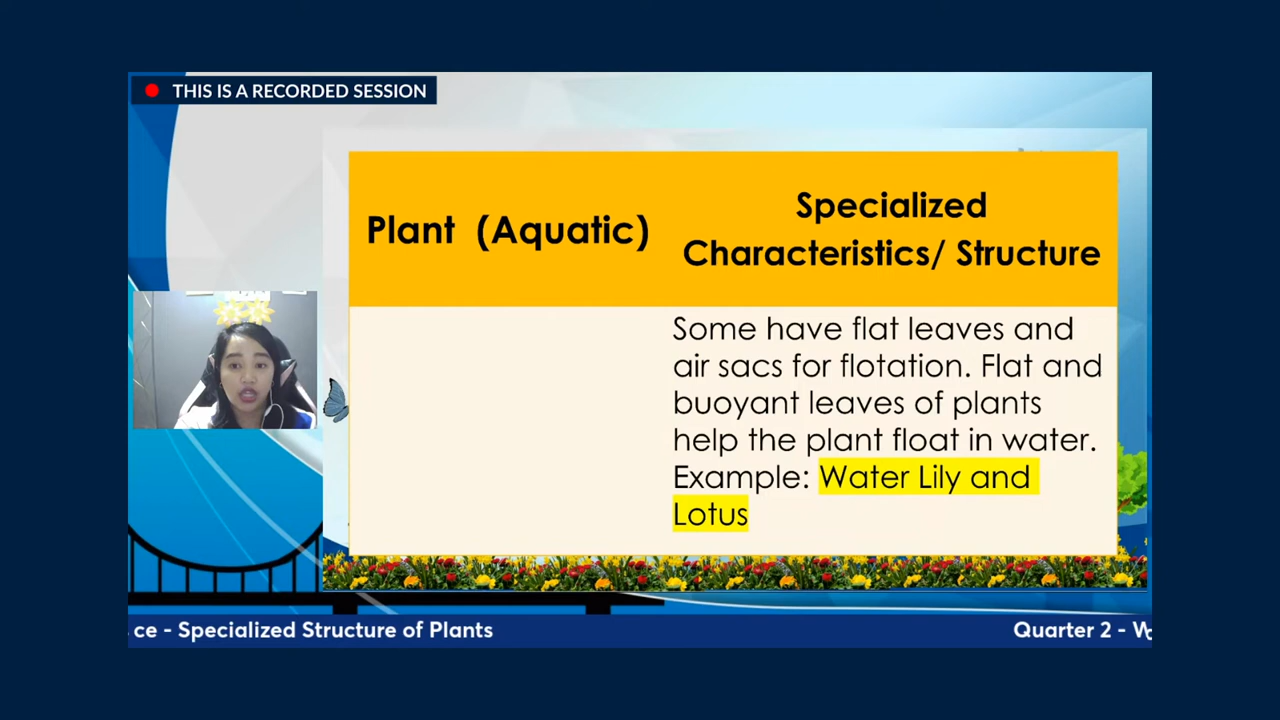 THIS IS A RECORDED SESSION
Plant (Aquatic)
Specialized
Characteristics/ Structure
Some have flat leaves and
air sacs for flotation. Flat and
buoyant leaves of plants
help the plant float in water.
Example: Water Lily and
Lotus
ce - Specialized Structure of Plants
Quarter 2 -